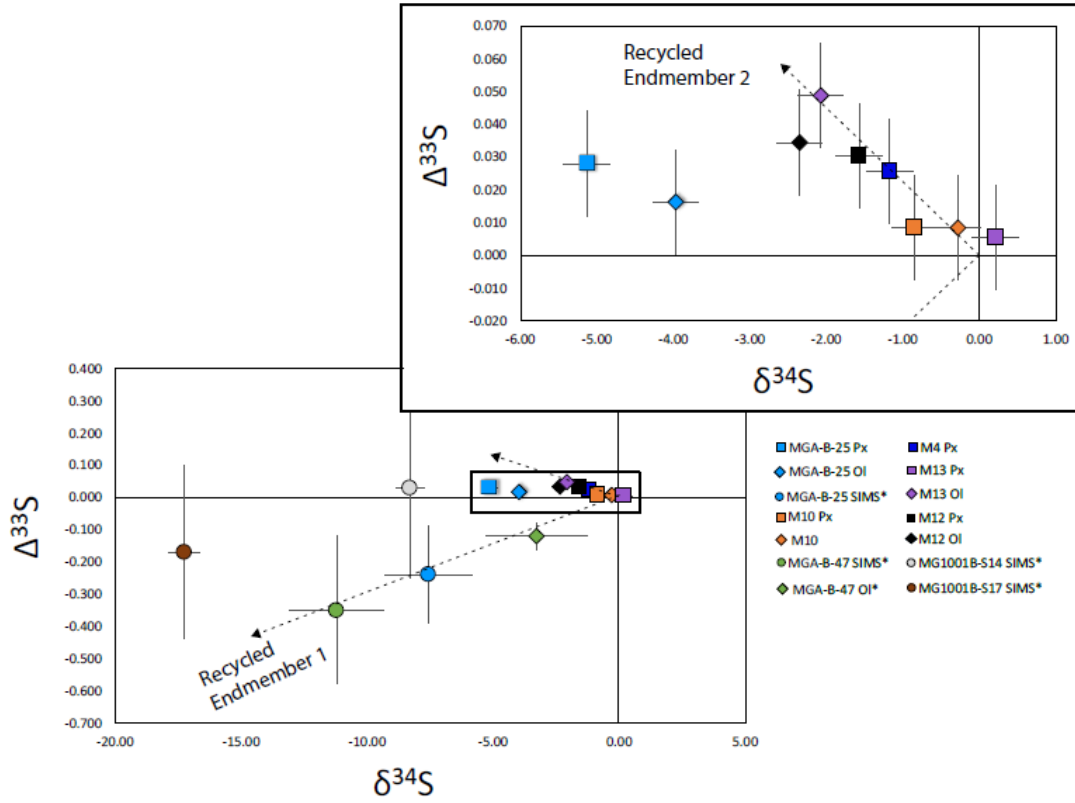 0.070
0.060
0.050
0.040
0.030
0.020
0.010
0.000
-0.010
-0.020
Δ33S
Recycled
Endmember 2
-6.00 -5.00 -4.00 -3.00 -2.00 -1.00 0.00 1.00
δ34S
0.400
0.300
0.200
0.100
0.000
-0.100
-0.200
-0.300
-0.400
-0.500
-0.600
-0.700
Δ33S
Recycled
Endmember 1
-20.00 -15.00 -10.00 -5.00 0.00 5.00
δ34S
MGA-B-25 Px M4 Px
MGA-B-25 Ol M13 Px
MGA-B-25 SIMS* M13 Ol
M10 Px M12 Px
M10 M12 Ol
MGA-B-47 SIMS* MG1001B-S14 SIMS*
MGA-B-47 Ol* MG1001B-S17 SIMS*